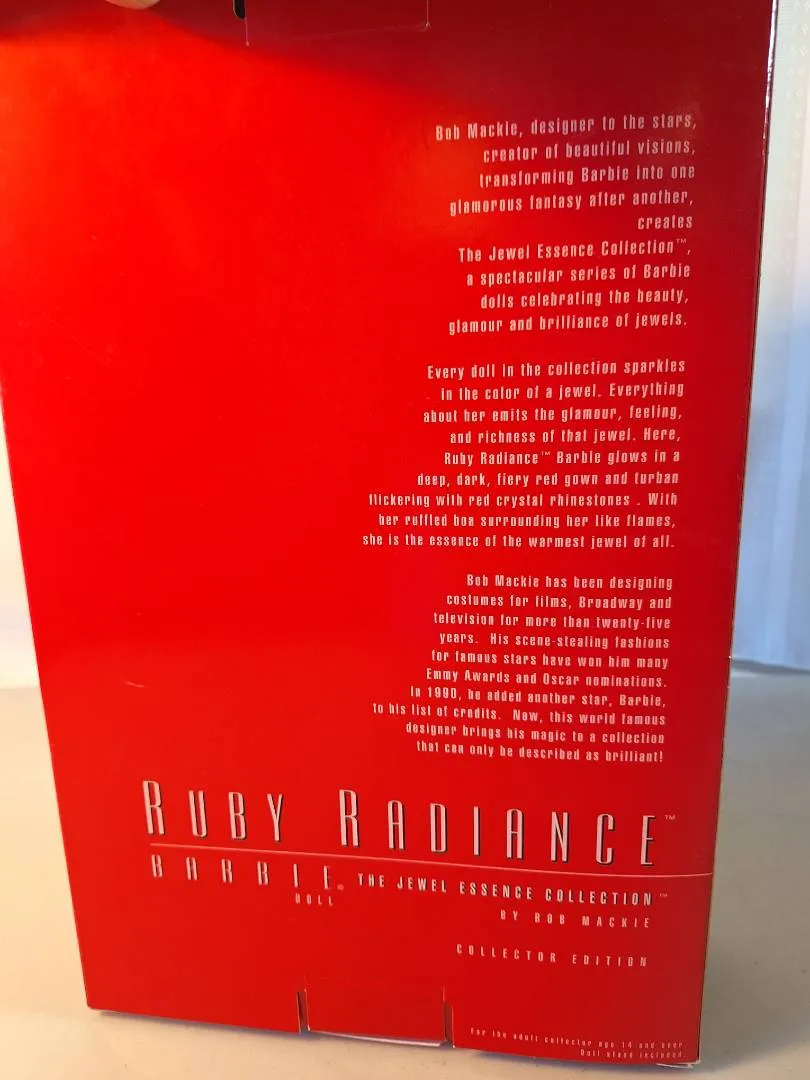 Bob Mackie, designer to the stars,
creator of beautiful visions,
transforming Barbie into one
glamorous fantasy after another,
creates
The Jewel Essence Collection™,
a spectacular series of Barbie
dolls celebrating the beauty,
glamour and brilliance of jewels.
Every doll in the collection sparkles
in the color of a jewel. Everything
about her emits the glamour, feeling,
and richness of that jewel. Here,
Ruby Radiance™ Barbie glows in a
deep, dark, fiery red gown and turban
flickering with red crystal rhinestones . With
her ruffled boa surrounding her like flames,
she is the essence of the warmest jewel of all.
Bob Mackie has been designing
costumes for films, Broadway and
television for more than twenty-five
years. His scene-stealing fashions
for famous stars have won him many
Emmy Awards and Oscar nominations.
In 1990, he added another star, Barbie,
to his list of credits. Now, this world famous
designer brings his magic to a collection
that can only be described as brilliant!
RUBY RADIANCE™
BARBIE® THE JEWEL ESSENCE COLLECTION™
DOLL
BY BOB MACKIE
COLLECTOR EDITION
For the adult collector age 14 and over.
Doll stand included.